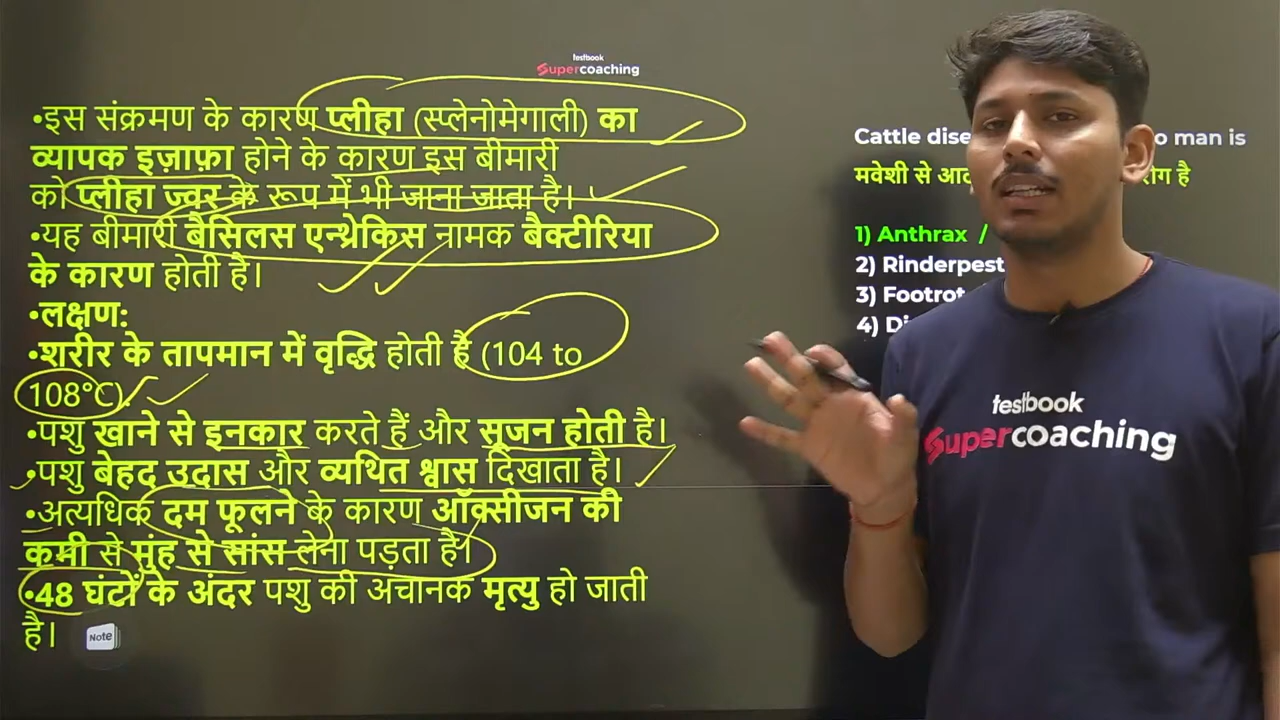 testbook
Supercoaching
•इस संक्रमण के कारण प्लीहा (स्प्लेनोमेगाली) का
व्यापक इज़ाफ़ा होने के कारण इस बीमारी
को प्लीहा ज्वर के रूप में भी जाना जाता है।
•यह बीमारी बैसिलस एन्थ्रेकिस नामक बैक्टीरिया
के कारण होती है।
•लक्षण:
•शरीर के तापमान में वृद्धि होती है (104 to
108°C).
•पशु खाने से इनकार करते हैं और सूजन होती है।
•पशु बेहद उदास और व्यथित श्वास दिखाता है।
•अत्यधिक दम फूलने के कारण ऑक्सीजन की
कमी से मुंह से सांस लेना पड़ता है।
•48 घंटों के अंदर पशु की अचानक मृत्यु हो जाती
है।
Note
Cattle man is
मवेशी से है
1) Anthrax /
2) Rinderpest
3) Footrot
4)
testbook
Supercoaching